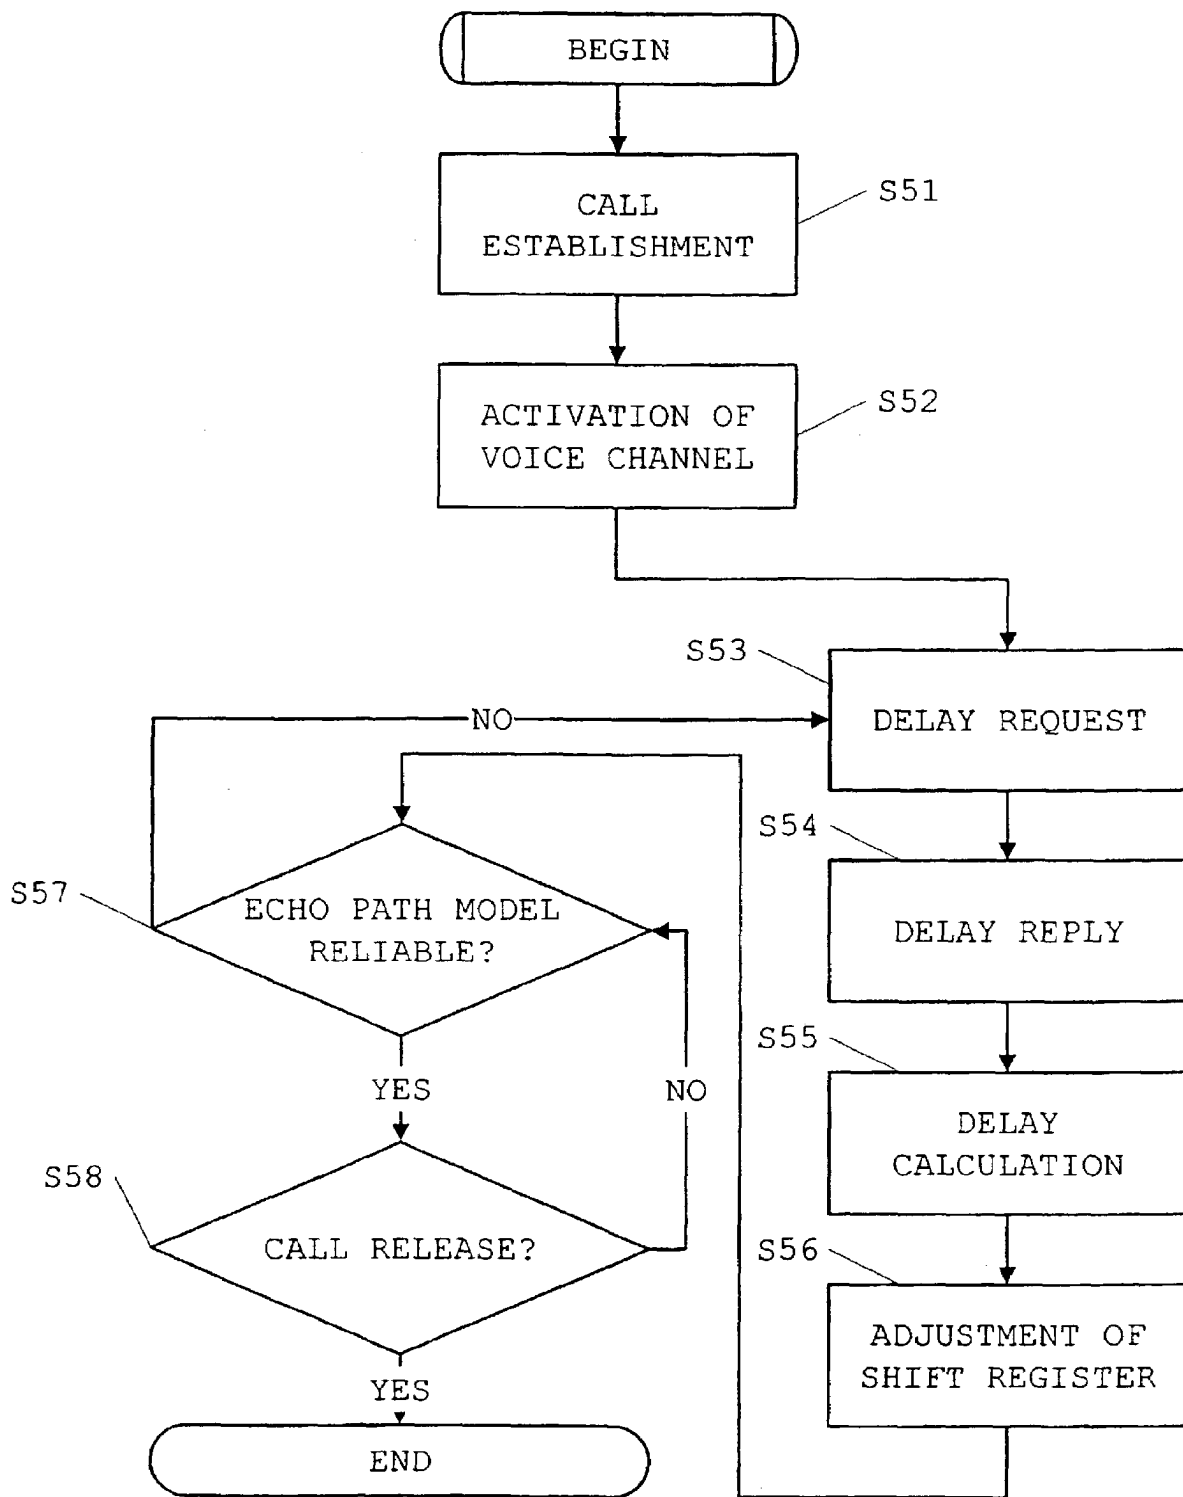 BEGIN
CALL
ESTABLISHMENT
S51
ACTIVATION OF
VOICE CHANNEL
S52
S53
DELAY REQUEST
NO
S54
DELAY REPLY
S57
ECHO PATH MODEL
RELIABLE?
S55
DELAY
CALCULATION
YES
NO
S58
CALL RELEASE?
S56
ADJUSTMENT OF
SHIFT REGISTER
YES
END